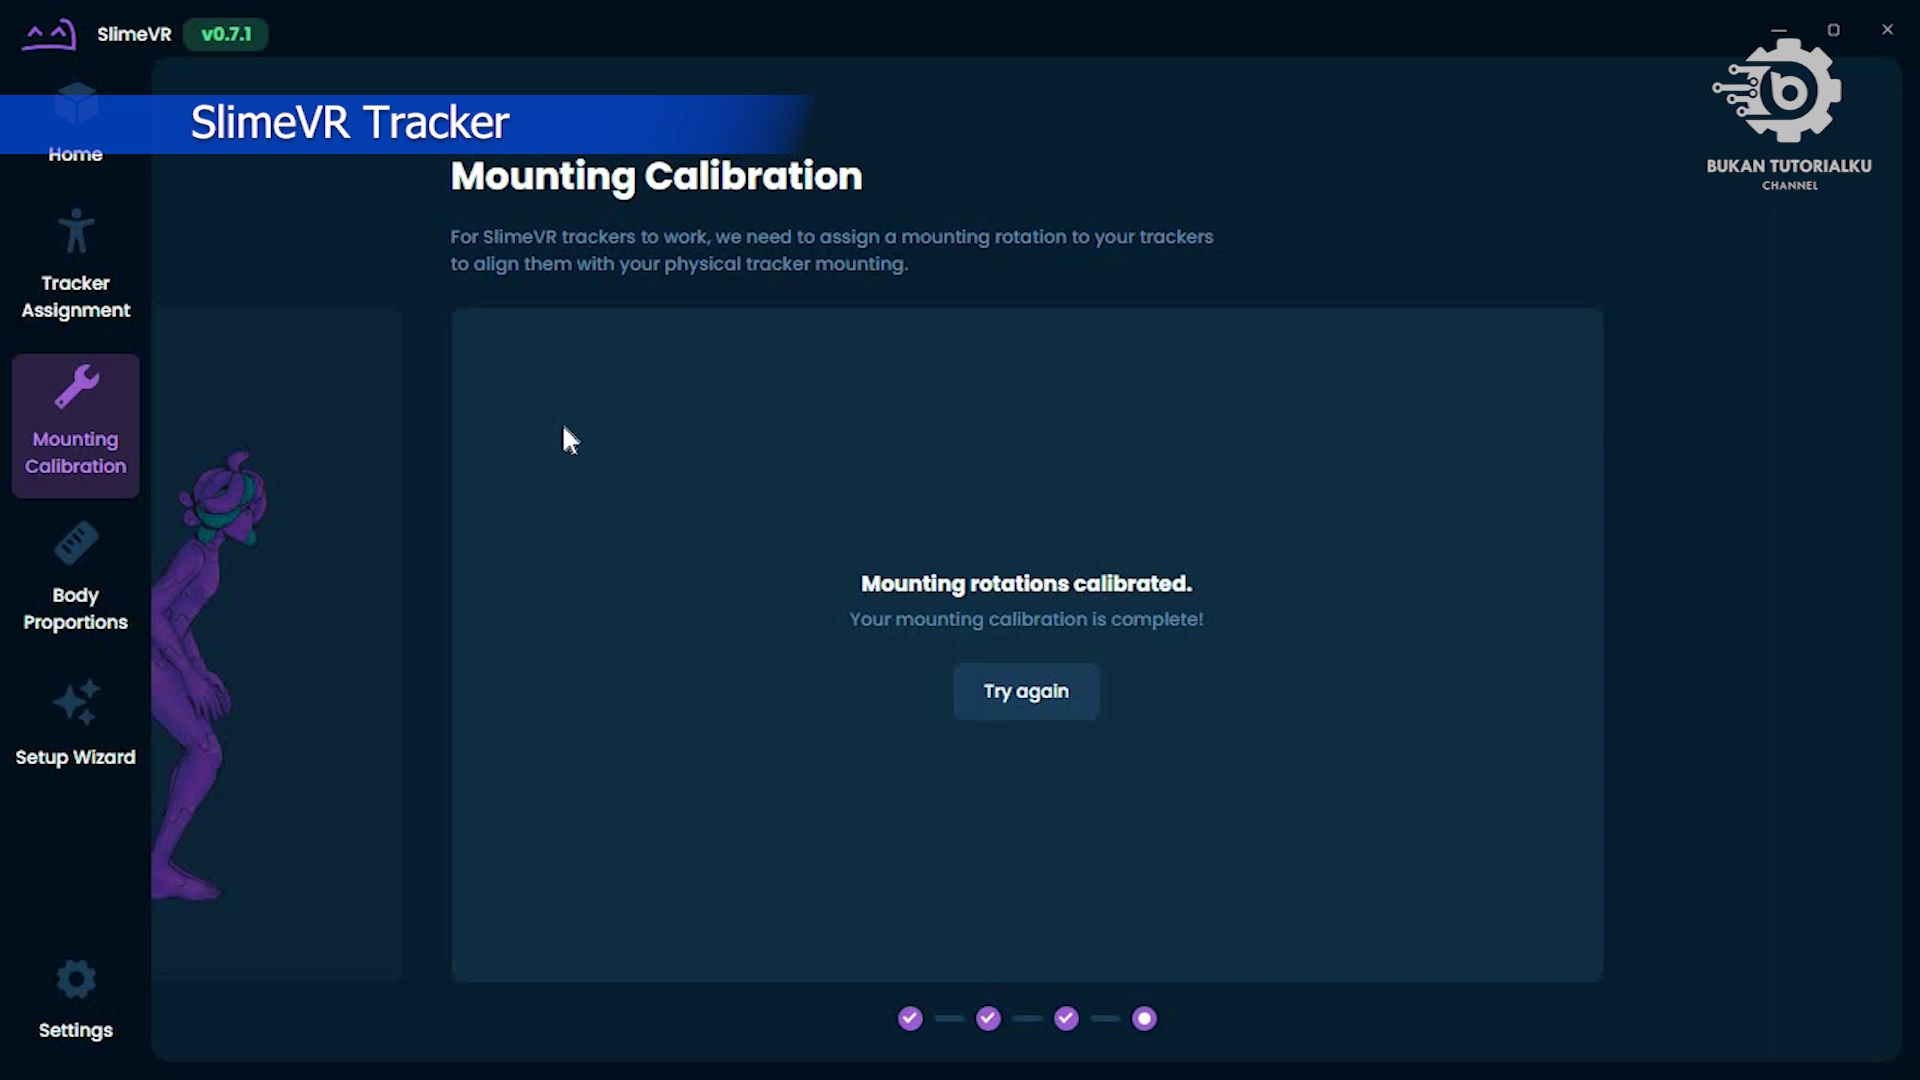 SlimeVR v0.7.1
SlimeVR Tracker
BUKAN TUTORIALKU
CHANNEL
Home
Tracker
Assignment
Mounting
Calibration
Body
Proportions
Setup Wizard
Settings
Mounting Calibration
For SlimeVR trackers to work, we need to assign a mounting rotation to your trackers
to align them with your physical tracker mounting.
Mounting rotations calibrated.
Your mounting calibration is complete!
Try again